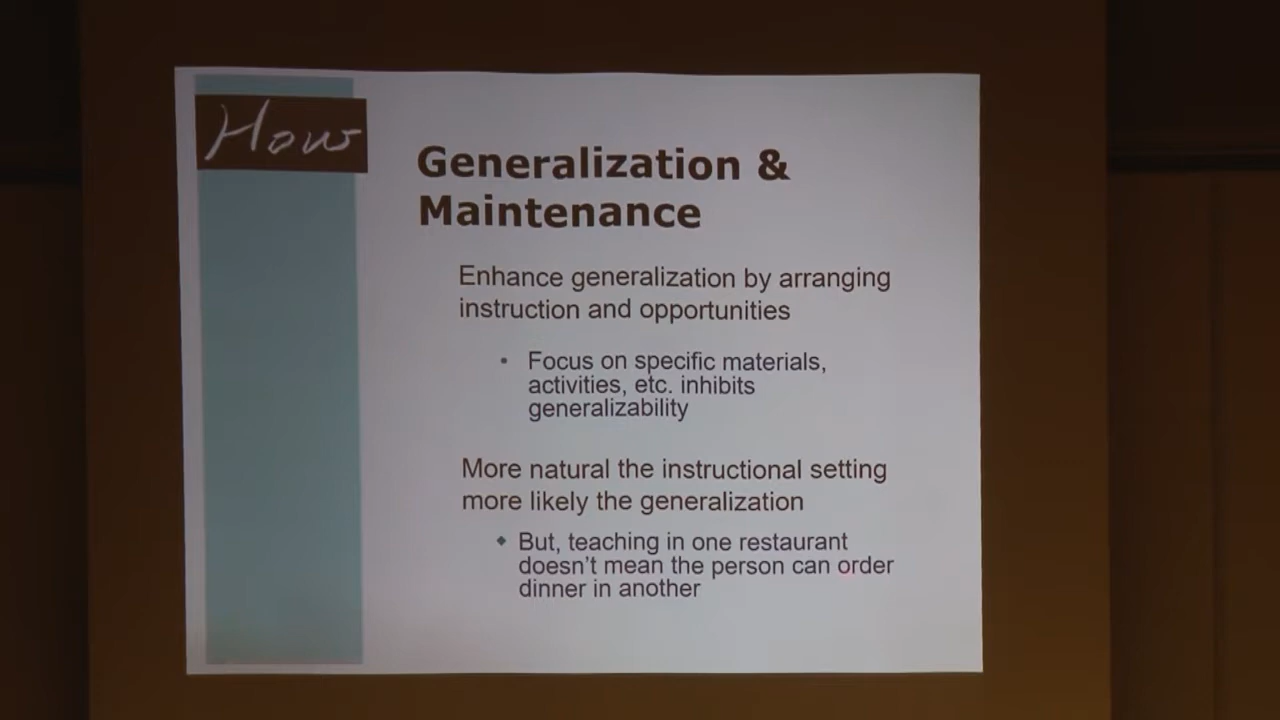 How
Generalization &
Maintenance
Enhance generalization by arranging
instruction and opportunities
• Focus on specific materials,
activities, etc. inhibits
generalizability
More natural the instructional setting
more likely the generalization
◆ But, teaching in one restaurant
doesn't mean the person can order
dinner in another